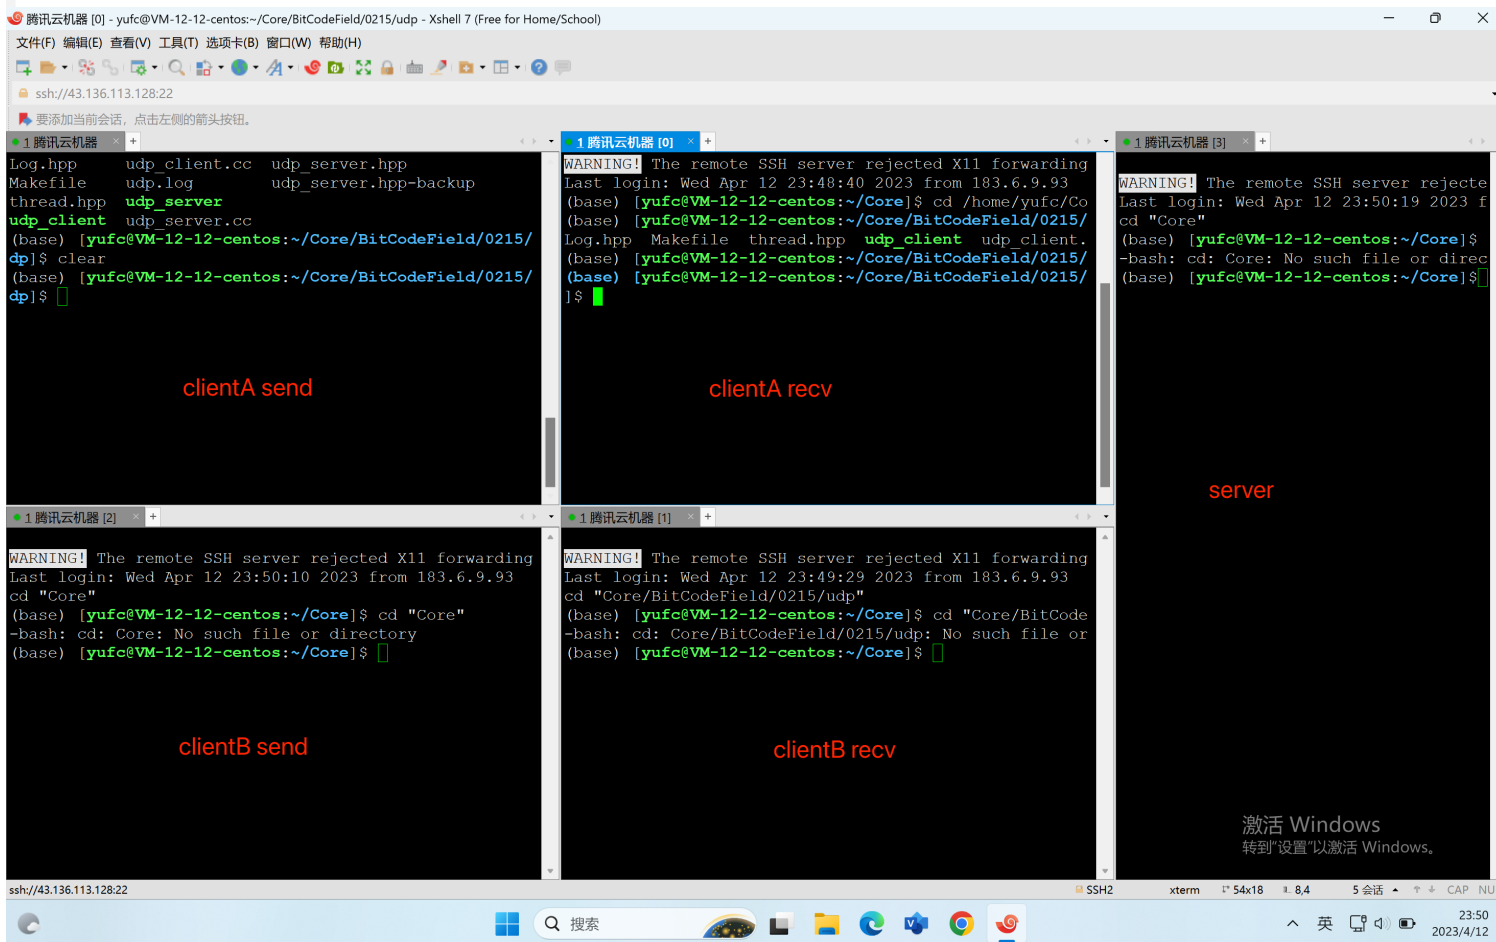 腾讯云机器 [0] - yufc@VM-12-12-centos:~/Core/BitCodeField/0215/udp - Xshell 7 (Free for Home/School)
文件(F) 编辑(E) 查看(V) 工具(T) 选项卡(B) 窗口(W) 帮助(H)
ssh://43.136.113.128:22
要添加当前会话，点击左侧的箭头按钮。
1 腾讯云机器
Log.hpp udp_client.cc udp_server.hpp
Makefile udp.log udp_server.hpp-backup
thread.hpp udp_server
udp_client udp_server.cc
(base) [yufc@VM-12-12-centos:~/Core/BitCodeField/0215/
dp]$ clear
(base) [yufc@VM-12-12-centos:~/Core/BitCodeField/0215/
dp]$
clientA send
1 腾讯云机器 [0]
WARNING! The remote SSH server rejected X11 forwarding
Last login: Wed Apr 12 23:48:40 2023 from 183.6.9.93
(base) [yufc@VM-12-12-centos:~/Core]$ cd /home/yufc/Co
(base) [yufc@VM-12-12-centos:~/Core/BitCodeField/0215/
Log.hpp Makefile thread.hpp udp_client udp_client.
(base) [yufc@VM-12-12-centos:~/Core/BitCodeField/0215/
(base) [yufc@VM-12-12-centos:~/Core/BitCodeField/0215/
]$
clientA recv
1 腾讯云机器 [3]
WARNING! The remote SSH server rejecte
Last login: Wed Apr 12 23:50:19 2023 f
cd "Core"
(base) [yufc@VM-12-12-centos:~/Core]$
-bash: cd: Core: No such file or direc
(base) [yufc@VM-12-12-centos:~/Core]$
server
1 腾讯云机器 [2]
WARNING! The remote SSH server rejected X11 forwarding
Last login: Wed Apr 12 23:50:10 2023 from 183.6.9.93
cd "Core"
(base) [yufc@VM-12-12-centos:~/Core]$ cd "Core"
-bash: cd: Core: No such file or directory
(base) [yufc@VM-12-12-centos:~/Core]$
clientB send
1 腾讯云机器 [1]
WARNING! The remote SSH server rejected X11 forwarding
Last login: Wed Apr 12 23:49:29 2023 from 183.6.9.93
cd "Core/BitCodeField/0215/udp"
(base) [yufc@VM-12-12-centos:~/Core]$ cd "Core/BitCode
-bash: cd: Core/BitCodeField/0215/udp: No such file or
(base) [yufc@VM-12-12-centos:~/Core]$
clientB recv
激活 Windows
转到"设置"以激活 Windows。
ssh://43.136.113.128:22 SSH2 xterm 54x18 8,4 5 会话 CAP NU
搜索
英
23:50
2023/4/12